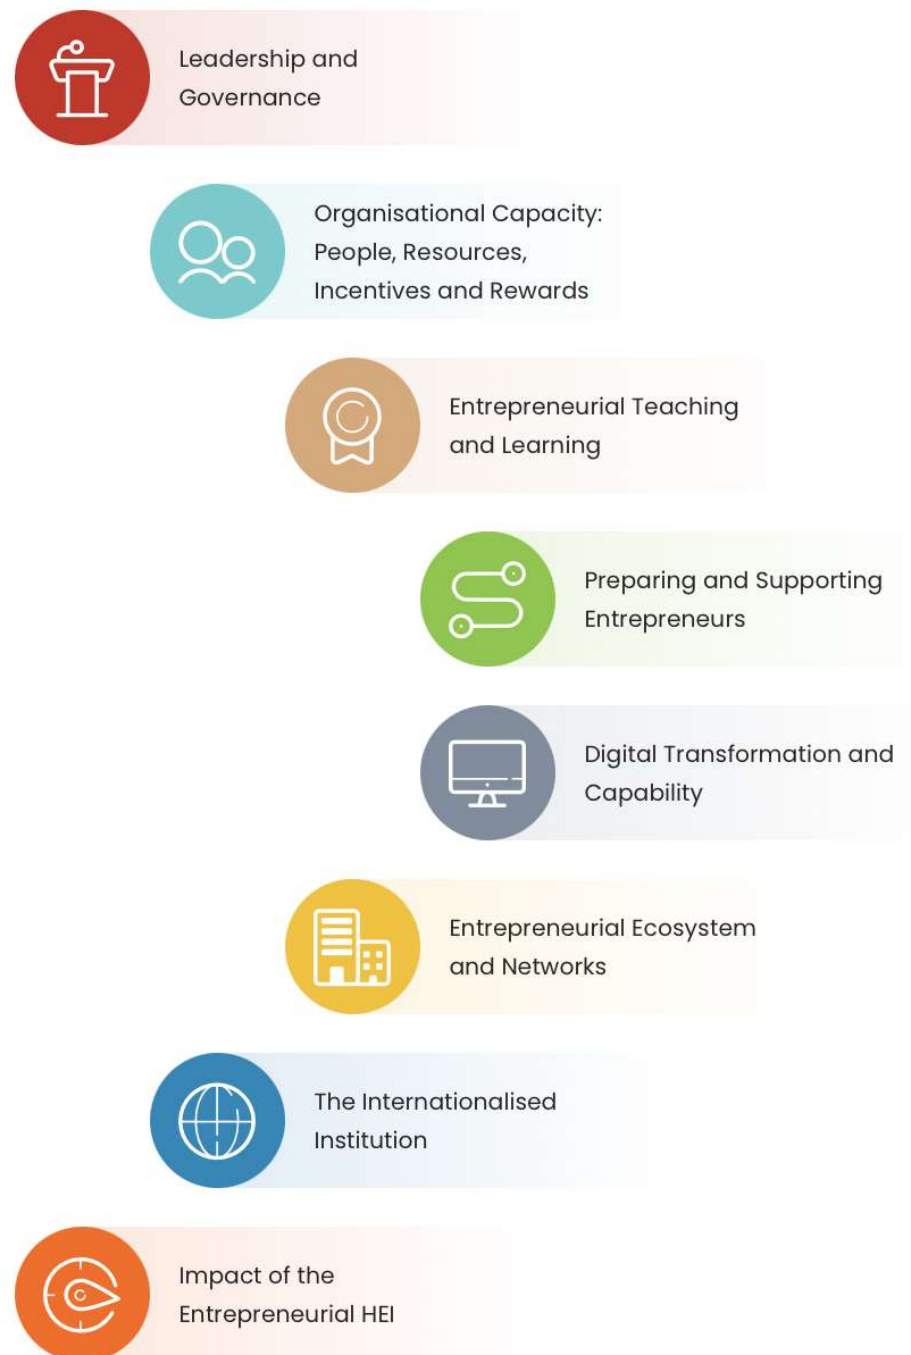 Leadership and
Governance
Organisational Capacity:
People, Resources,
Incentives and Rewards
Entrepreneurial Teaching
and Learning
Preparing and Supporting
Entrepreneurs
Digital Transformation and
Capability
Entrepreneurial Ecosystem
and Networks
The Internationalised
Institution
Impact of the
Entrepreneurial HEI